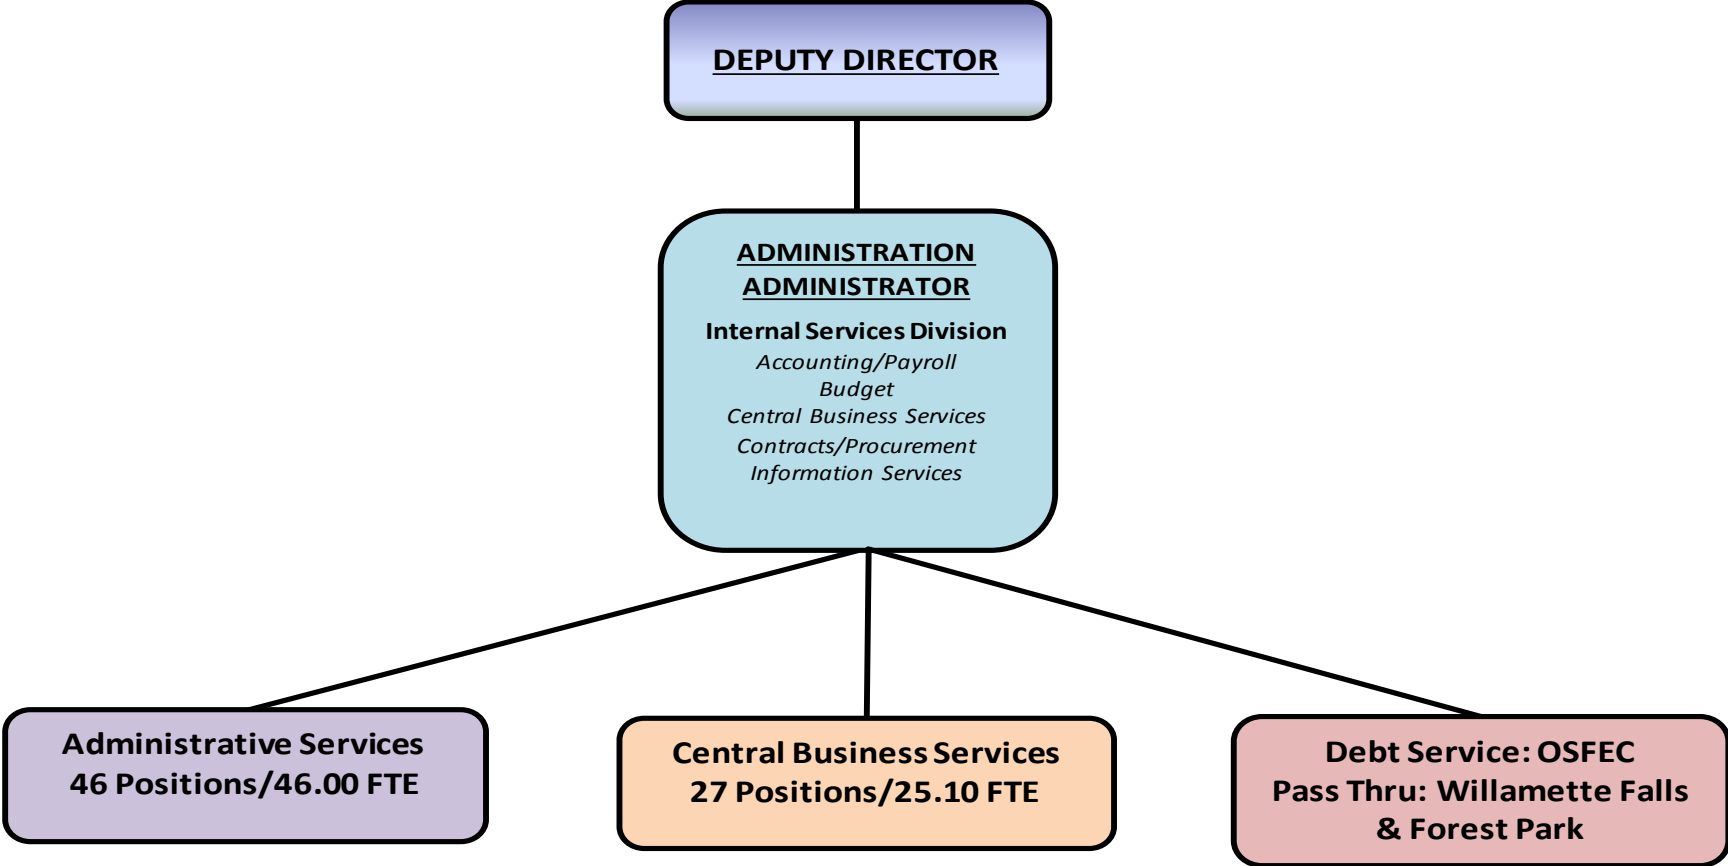 DEPUTY DIRECTOR
ADMINISTRATION
ADMINISTRATOR
Internal Services Division
Accounting/Payroll
Budget
Central Business Services
Contracts/Procurement
Information Services
Administrative Services
46 Positions/46.00 FTE
Central Business Services
27 Positions/25.10 FTE
Debt Service: OSFEC
Pass Thru: Willamette Falls
& Forest Park